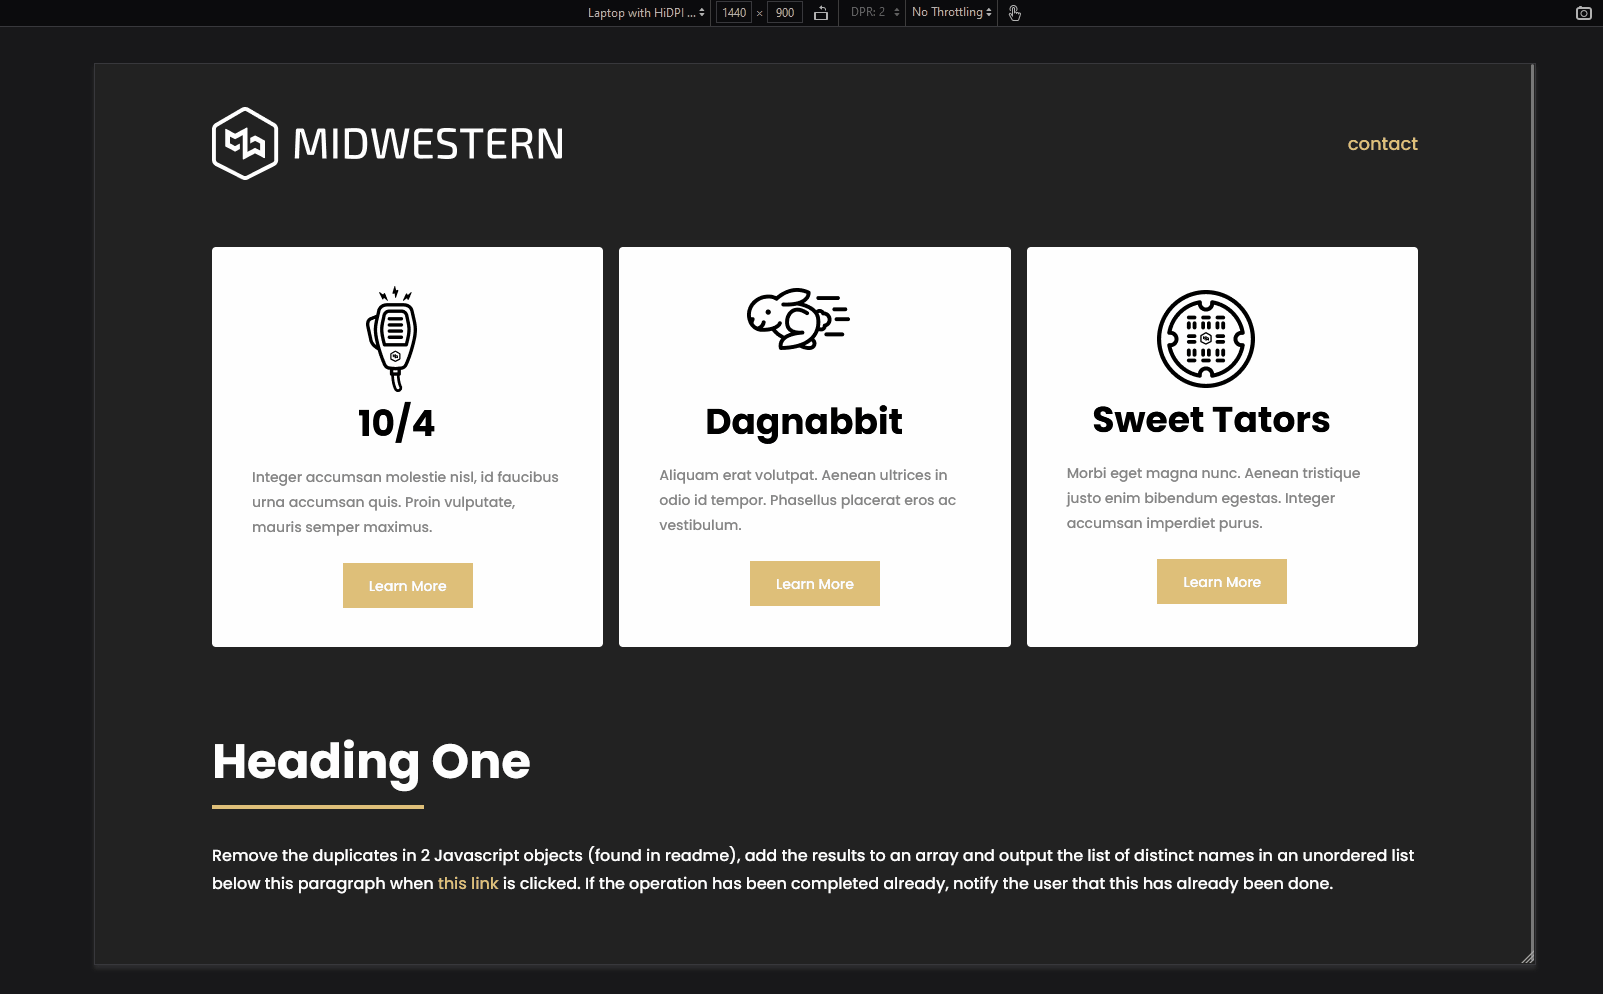 Laptop with HiDPI ... 1440 × 900 DPR: 2 No Throttling
MIDWESTERN
contact
10/4
Integer accumsan molestie nisl, id faucibus
urna accumsan quis. Proin vulputate,
mauris semper maximus.
Learn More
Dagnabbit
Aliquam erat volutpat. Aenean ultrices in
odio id tempor. Phasellus placerat eros ac
vestibulum.
Learn More
Sweet Tators
Morbi eget magna nunc. Aenean tristique
justo enim bibendum egestas. Integer
accumsan imperdiet purus.
Learn More
Heading One
Remove the duplicates in 2 Javascript objects (found in readme), add the results to an array and output the list of distinct names in an unordered list
below this paragraph when this link is clicked. If the operation has been completed already, notify the user that this has already been done.